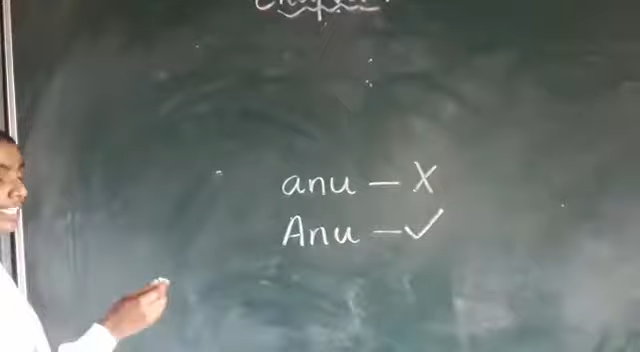 anu – X
Anu – ✓